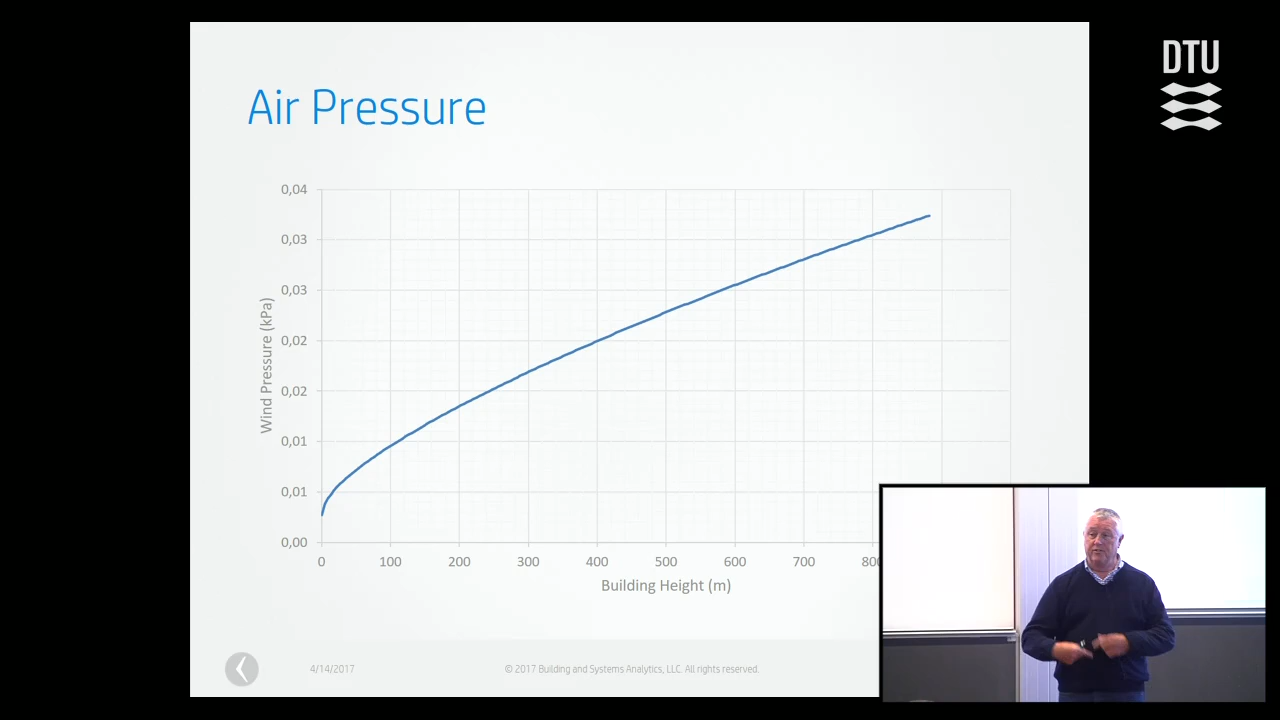 DTU
Air Pressure
0,04
0,03
0,03
0,02
0,02
0,01
0,01
0,00
Wind Pressure (kPa)
0 100 200 300 400 500 600 700
Building Height (m)
4/14/2017 © 2017 Building and Systems Analytics, LLC. All rights reserved.